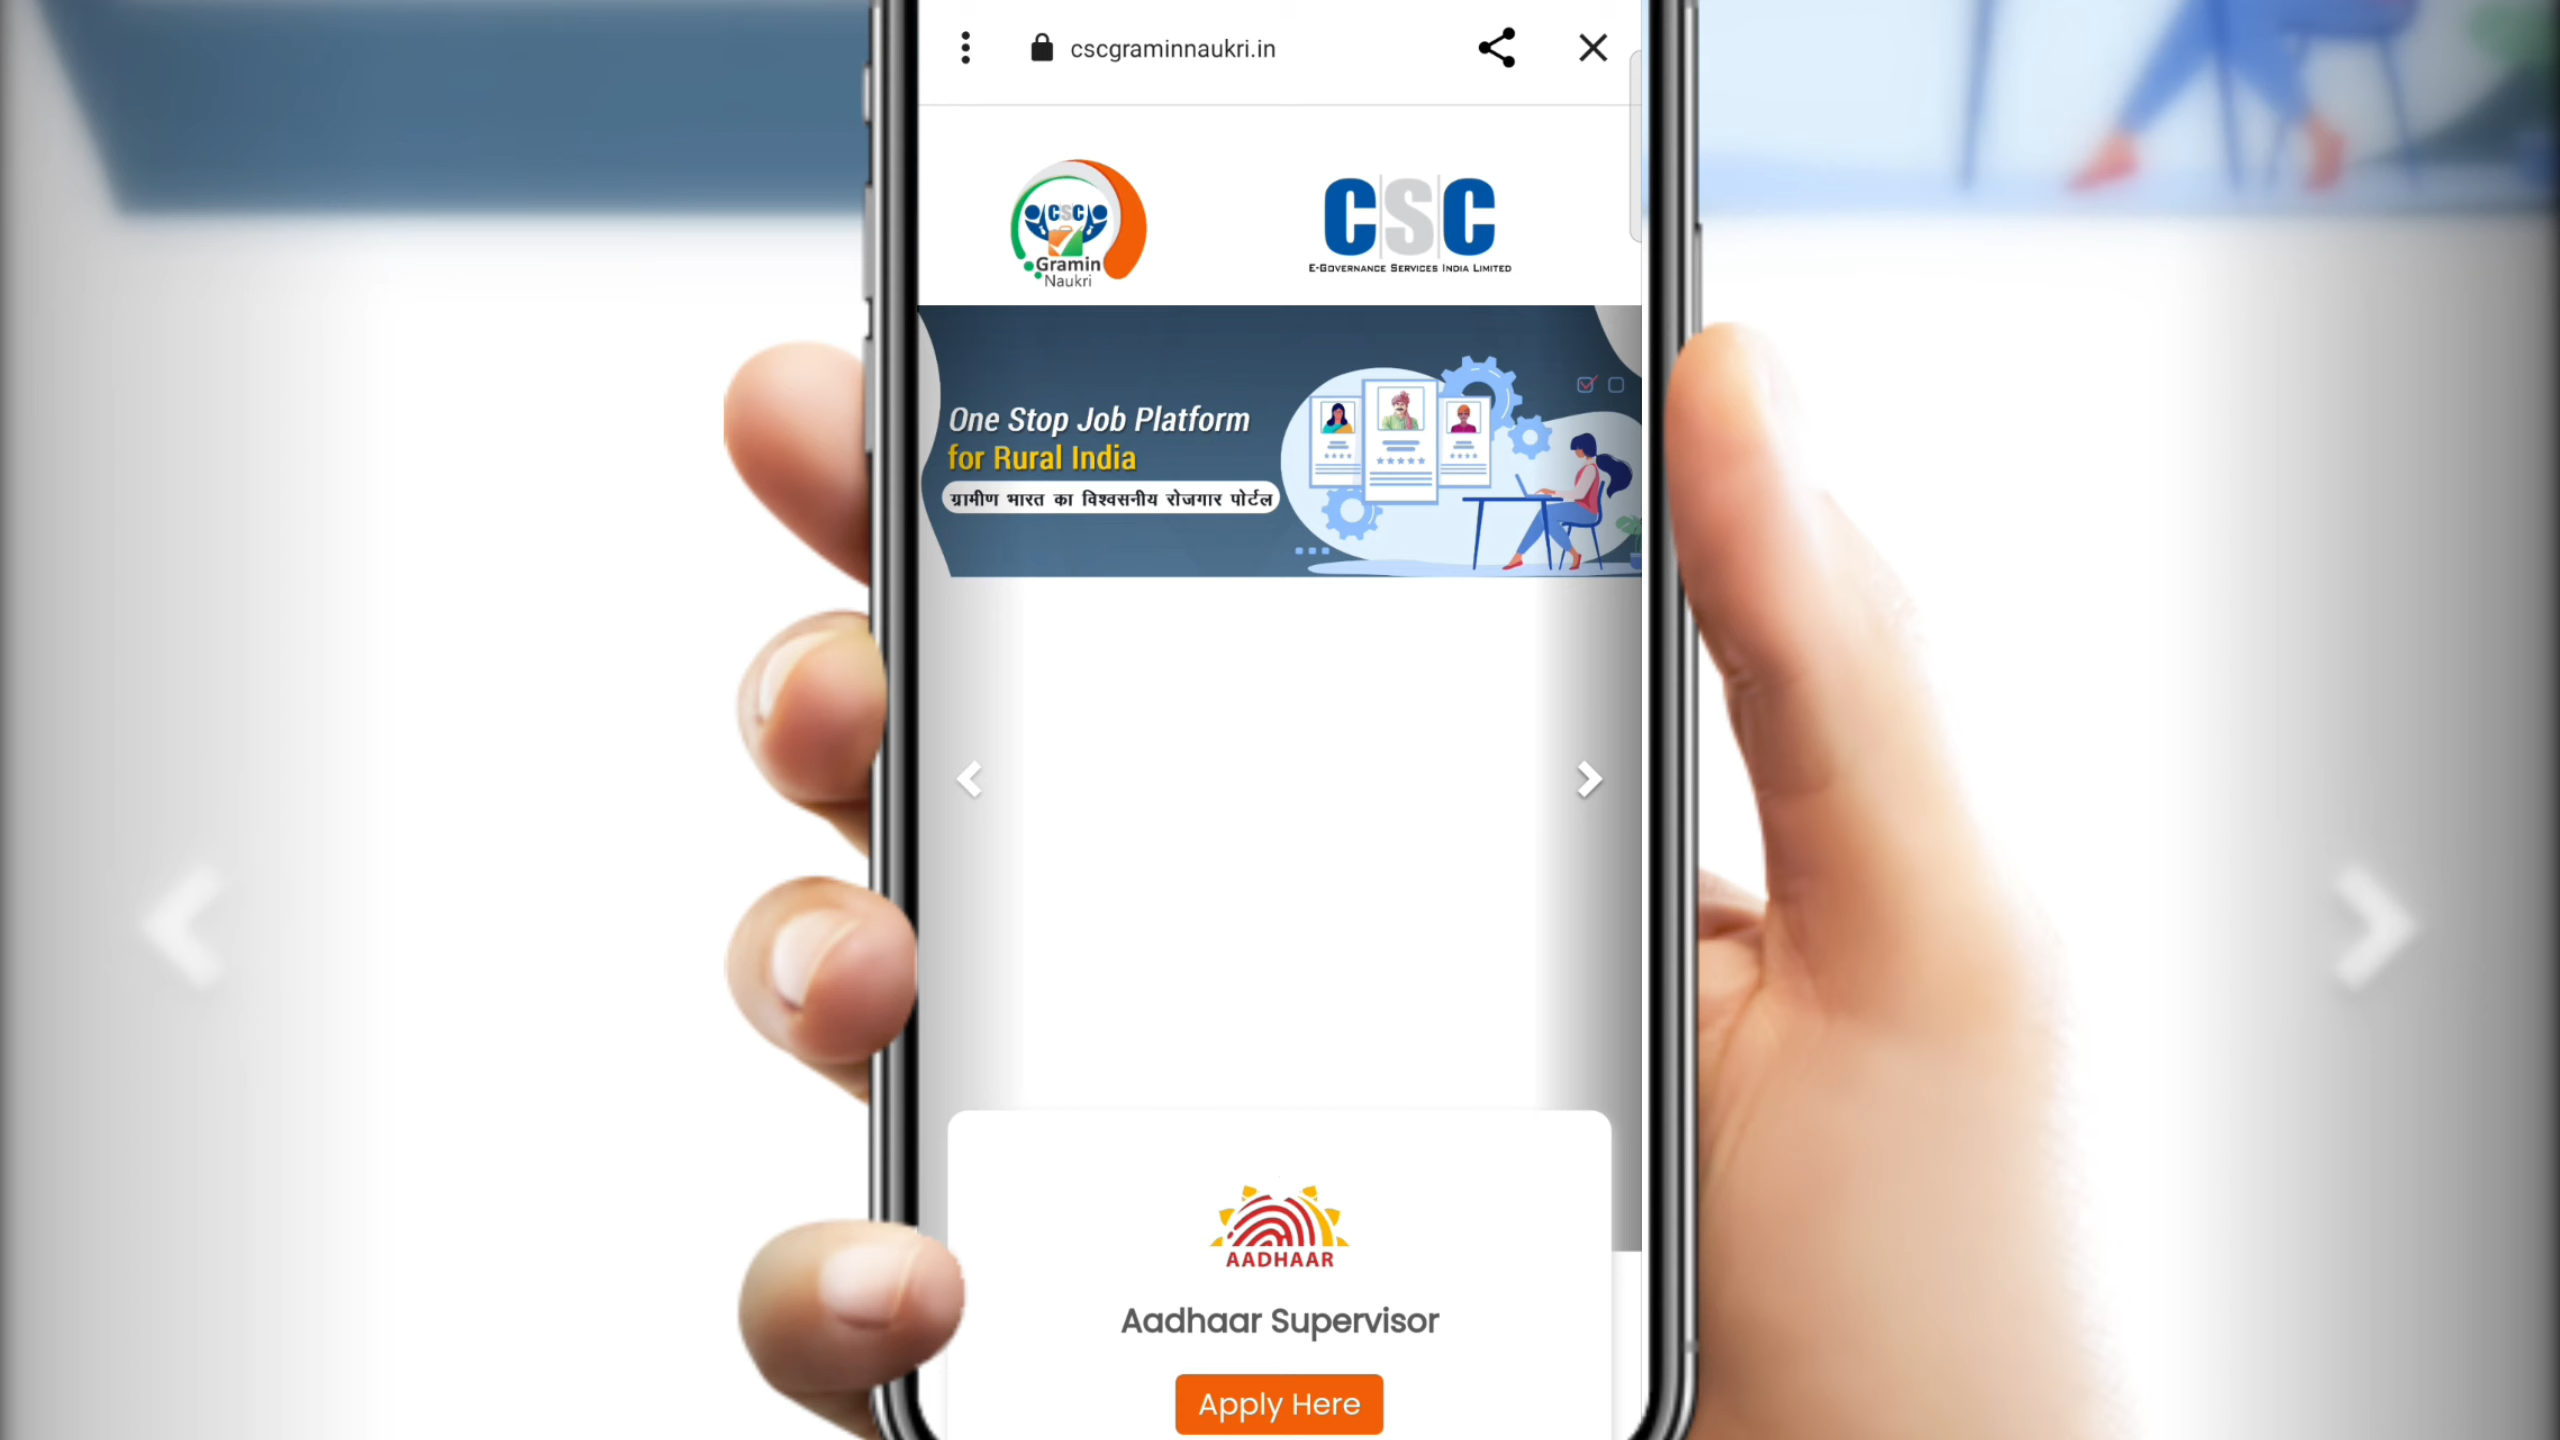 cscgraminnaukri.in
CSC
Gramin
Naukri
CSC
E-GOVERNANCE SERVICES INDIA LIMITED
One Stop Job Platform
for Rural India
ग्रामीण भारत का विश्वसनीय रोजगार पोर्टल
AADHAAR
Aadhaar Supervisor
Apply Here